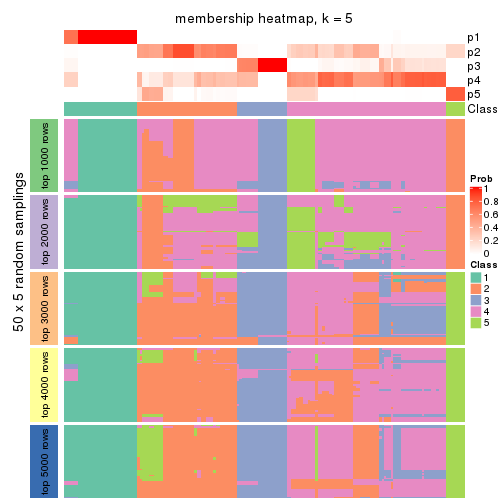 membership heatmap, k = 5
p1
p2
p3
p4
p5
Class
50 x 5 random samplings
top 1000 rows
top 2000 rows
top 3000 rows
top 4000 rows
top 5000 rows
Prob
1
0.8
0.6
0.4
0.2
0
Class
1
2
3
4
5